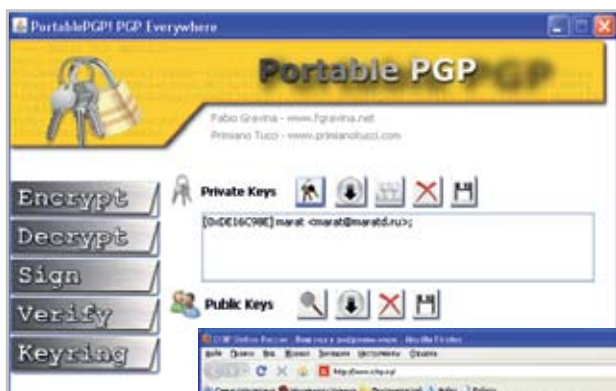 PortablePGP! PGP Everywhere
Portable PGP
Fabio Gravina - www.fgravina.net
Primiano Tucci - www.primianotucci.com
Encrypt
Decrypt
Sign
Verify
Keyring
Private Keys
[0xDE16C98E] marat <marat@maratd.ru>;
Public Keys